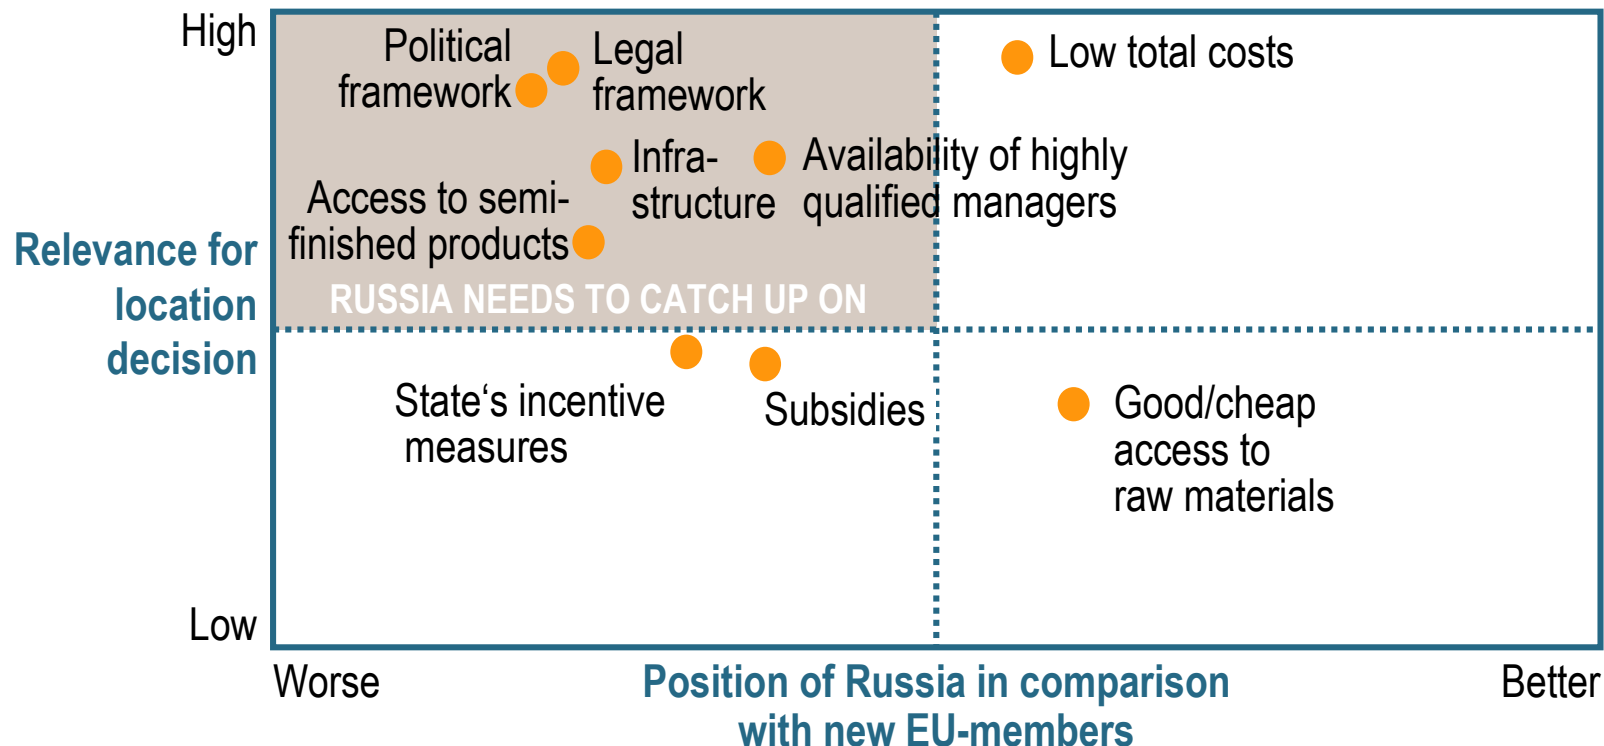 High
Political
framework
Legal
framework
Low total costs
Infra-
structure
Availability of highly
qualified managers
Access to semi-
finished products
Relevance for
location
decision
RUSSIA NEEDS TO CATCH UP ON
State‘s incentive
measures
Subsidies
Good/cheap
access to
raw materials
Low
Worse
Position of Russia in comparison
with new EU-members
Better